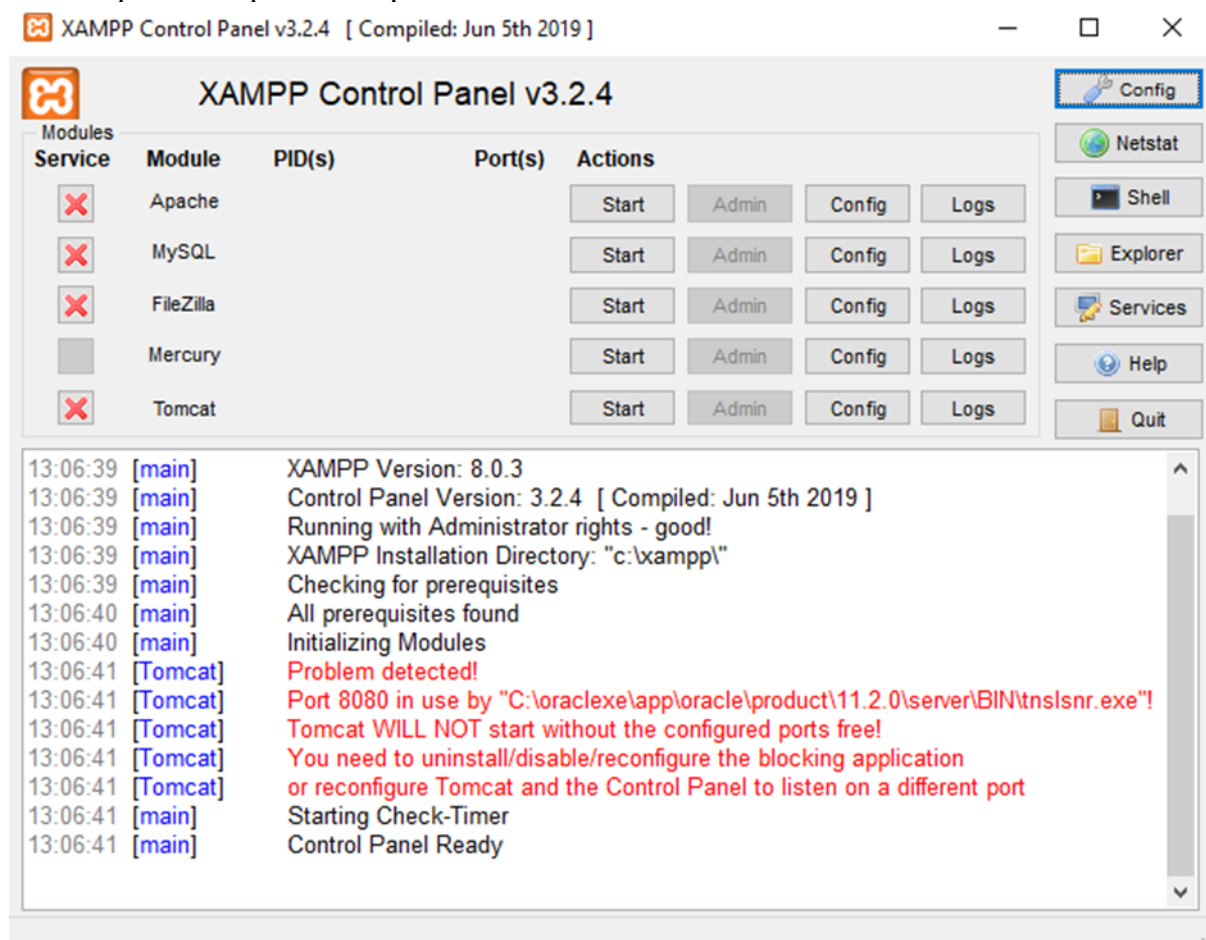 XAMPP Control Panel v3.2.4 [ Compiled: Jun 5th 2019 ]
XAMPP Control Panel v3.2.4
Config
Modules
Netstat
Service Module PID(s) Port(s) Actions
Apache Start Admin Config Logs
Shell
MySQL Start Admin Config Logs
Explorer
FileZilla Start Admin Config Logs
Services
Mercury Start Admin Config Logs
Help
Tomcat Start Admin Config Logs
Quit
13:06:39 [main] XAMPP Version: 8.0.3
13:06:39 [main] Control Panel Version: 3.2.4 [ Compiled: Jun 5th 2019 ]
13:06:39 [main] Running with Administrator rights - good!
13:06:39 [main] XAMPP Installation Directory: "c:\xampp\"
13:06:39 [main] Checking for prerequisites
13:06:40 [main] All prerequisites found
13:06:40 [main] Initializing Modules
13:06:41 [Tomcat] Problem detected!
13:06:41 [Tomcat] Port 8080 in use by "C:\oraclexe\app\oracle\product\11.2.0\server\BIN\tnslsnr.exe"!
13:06:41 [Tomcat] Tomcat WILL NOT start without the configured ports free!
13:06:41 [Tomcat] You need to uninstall/disable/reconfigure the blocking application
13:06:41 [Tomcat] or reconfigure Tomcat and the Control Panel to listen on a different port
13:06:41 [main] Starting Check-Timer
13:06:41 [main] Control Panel Ready